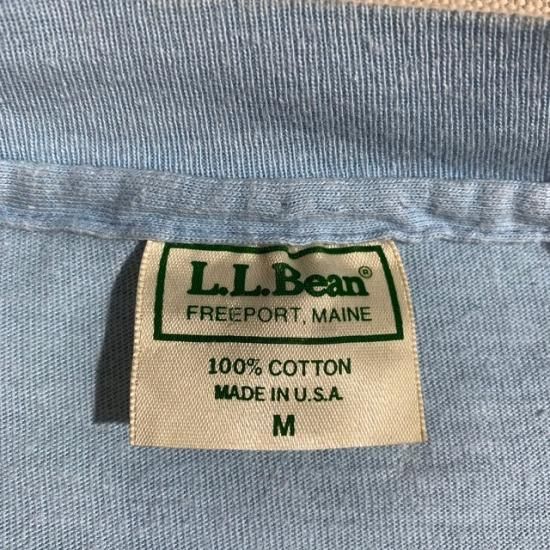 L.L.Bean®
FREEPORT, MAINE
100% COTTON
MADE IN U.S.A.
M